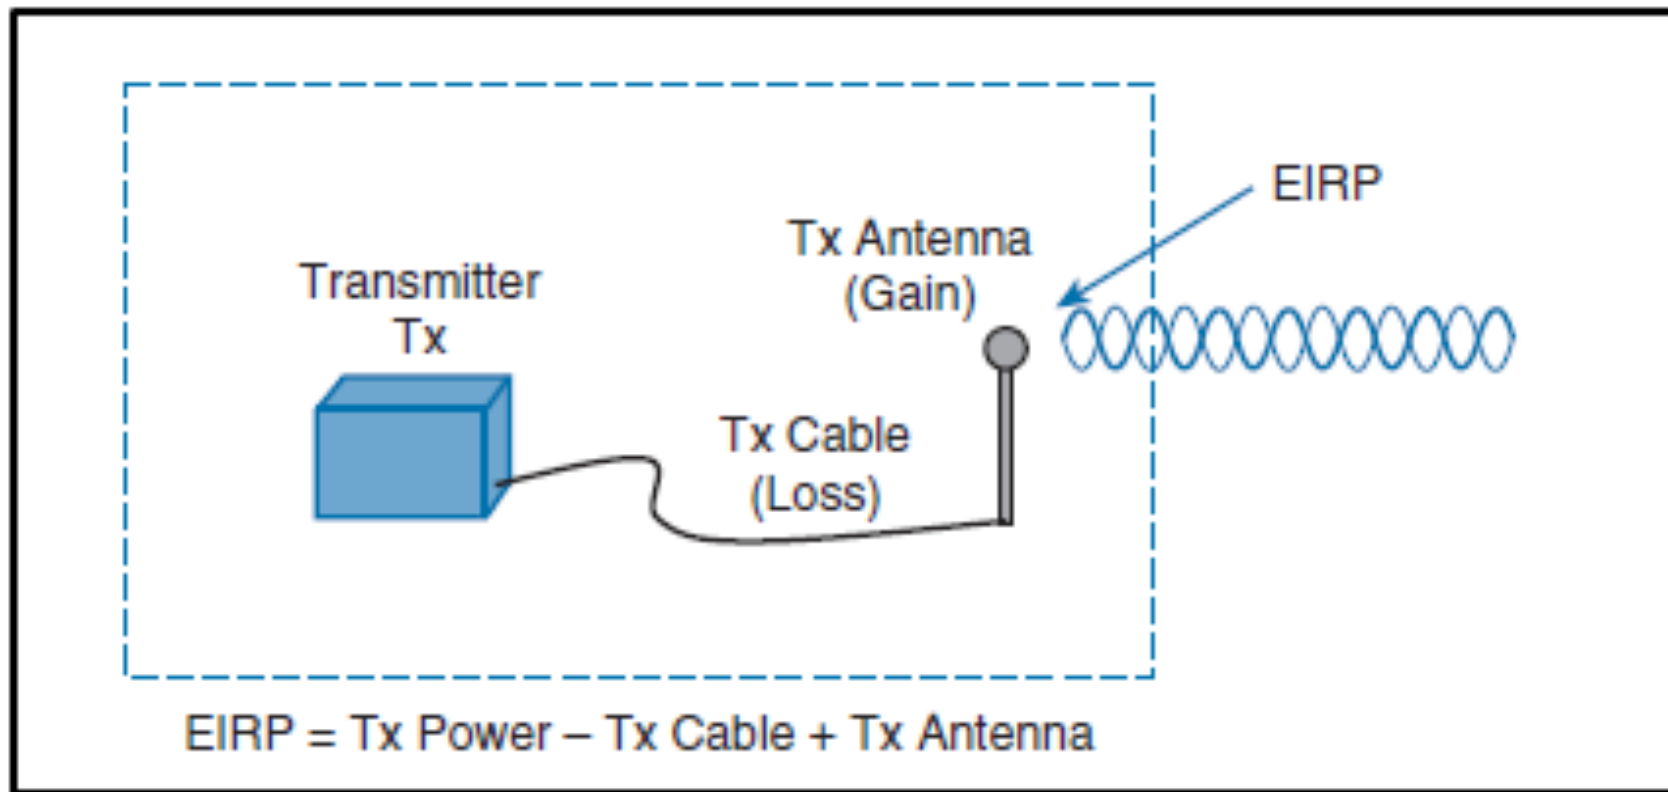 EIRP
Tx Antenna
(Gain)
Transmitter
Tx
Tx Cable
(Loss)
EIRP = Tx Power – Tx Cable + Tx Antenna